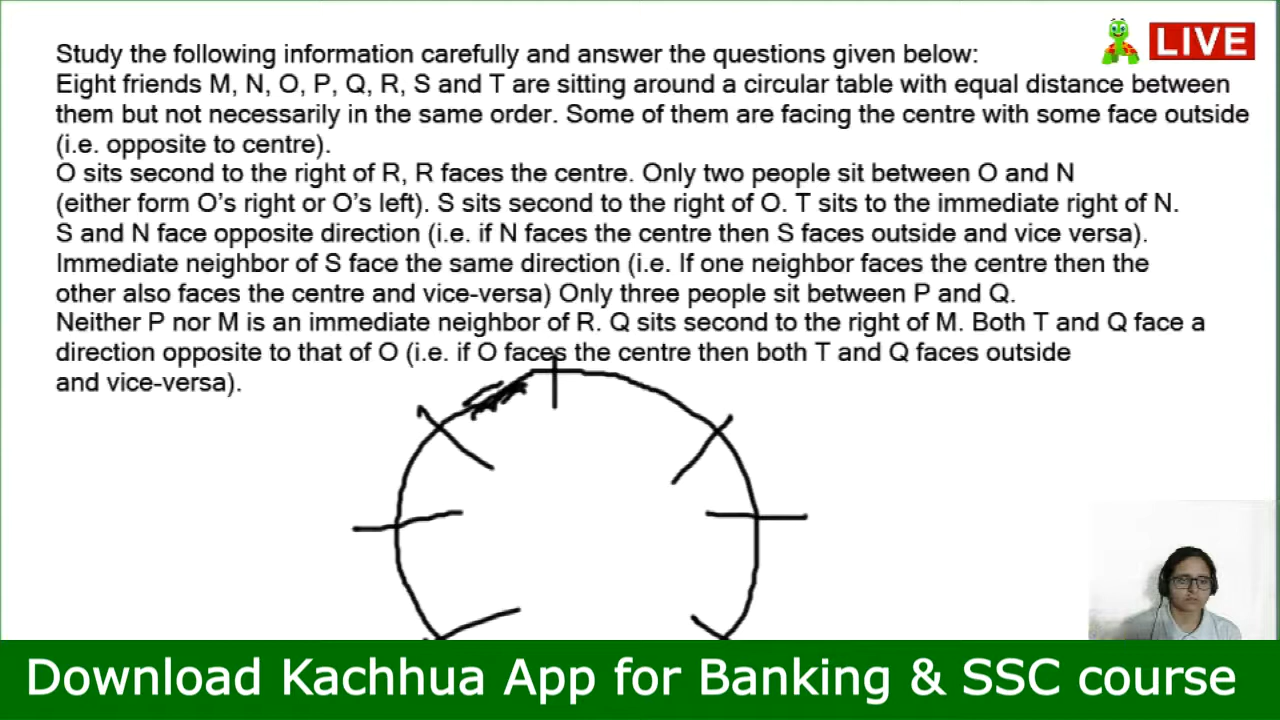 LIVE
Study the following information carefully and answer the questions given below:
Eight friends M, N, O, P, Q, R, S and T are sitting around a circular table with equal distance between
them but not necessarily in the same order. Some of them are facing the centre with some face outside
(i.e. opposite to centre).
O sits second to the right of R, R faces the centre. Only two people sit between O and N
(either form O's right or O's left). S sits second to the right of O. T sits to the immediate right of N.
S and N face opposite direction (i.e. if N faces the centre then S faces outside and vice versa).
Immediate neighbor of S face the same direction (i.e. If one neighbor faces the centre then the
other also faces the centre and vice-versa) Only three people sit between P and Q.
Neither P nor M is an immediate neighbor of R. Q sits second to the right of M. Both T and Q face a
direction opposite to that of O (i.e. if O faces the centre then both T and Q faces outside
and vice-versa).
Download Kachhua App for Banking & SSC course